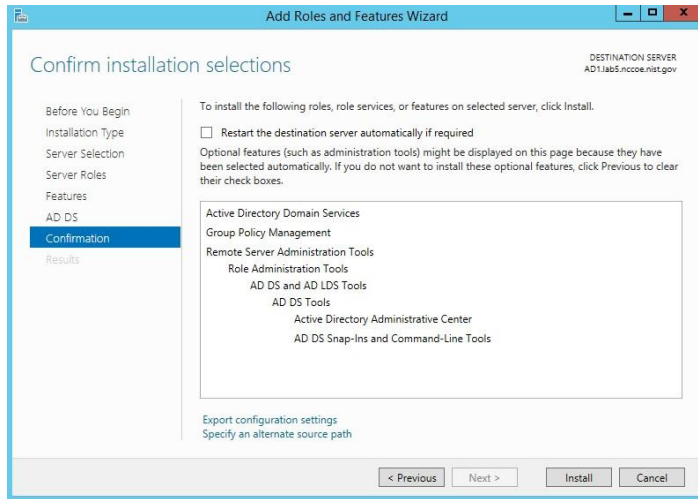 Add Roles and Features Wizard
Confirm installation selections
DESTINATION SERVER
AD1.lab5.nccoe.nist.gov
Before You Begin
Installation Type
Server Selection
Server Roles
Features
AD DS
Confirmation
Results
To install the following roles, role services, or features on selected server, click Install.
Restart the destination server automatically if required
Optional features (such as administration tools) might be displayed on this page because they have
been selected automatically. If you do not want to install these optional features, click Previous to clear
their check boxes.
Active Directory Domain Services
Group Policy Management
Remote Server Administration Tools
Role Administration Tools
AD DS and AD LDS Tools
AD DS Tools
Active Directory Administrative Center
AD DS Snap-Ins and Command-Line Tools
Export configuration settings
Specify an alternate source path
< Previous
Next >
Install
Cancel